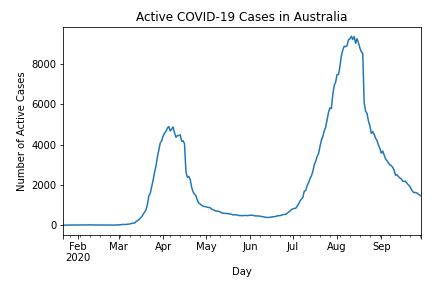 Active COVID-19 Cases in Australia
Number of Active Cases
8000
6000
4000
2000
0
Feb Mar Apr May Jun Jul Aug Sep
2020
Day